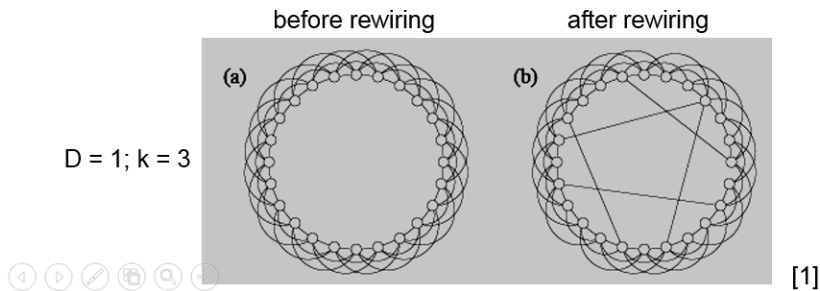 before rewiring
after rewiring
(a)
(b)
D = 1; k = 3
[1]